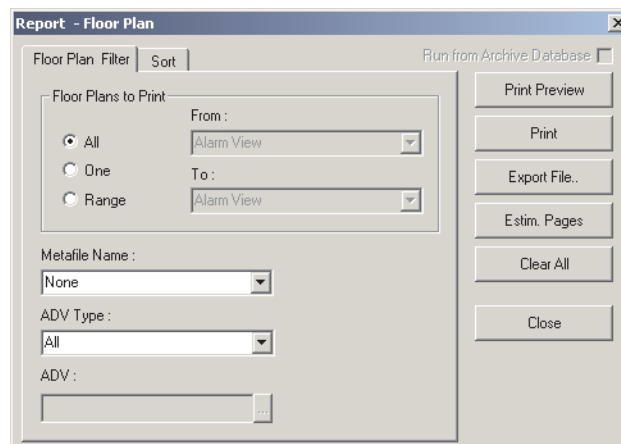 Report - Floor Plan
Floor Plan Filter
Sort
Run from Archive Database
Floor Plans to Print
From :
All
Alarm View
One
To :
Range
Alarm View
Metafile Name :
None
ADV Type :
All
ADV :
...
Print Preview
Print
Export File..
Estim. Pages
Clear All
Close